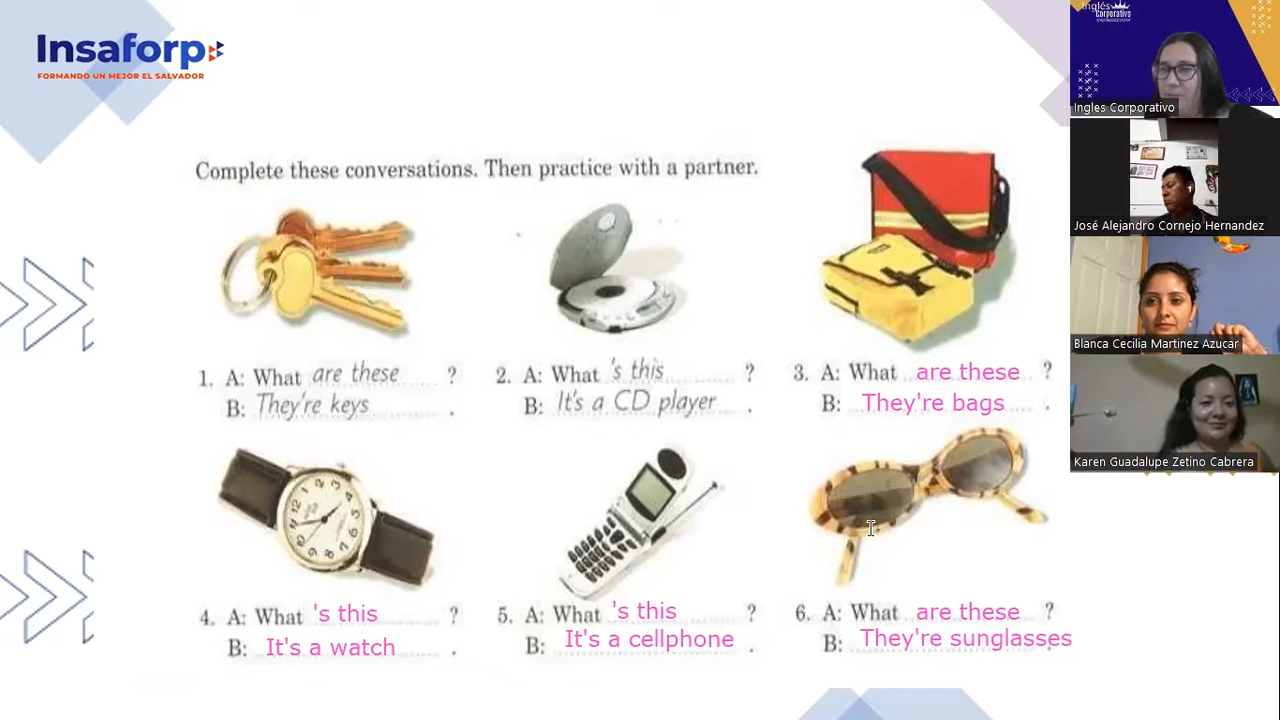 Insaforp
FORMANDO UN MEJOR EL SALVADOR
Complete these conversations. Then practice with a partner.
1. A: What are these ?
B: They're keys .
2. A: What 's this ?
B: It's a CD player .
3. A: What are these ?
B: They're bags .
4. A: What 's this ?
B: It's a watch .
5. A: What 's this ?
B: It's a cellphone .
6. A: What are these ?
B: They're sunglasses .
Inglés
Corporativo
Ingles Corporativo
José Alejandro Cornejo Hernandez
Blanca Cecilia Martinez Azucar
Karen Guadalupe Zetino Cabrera